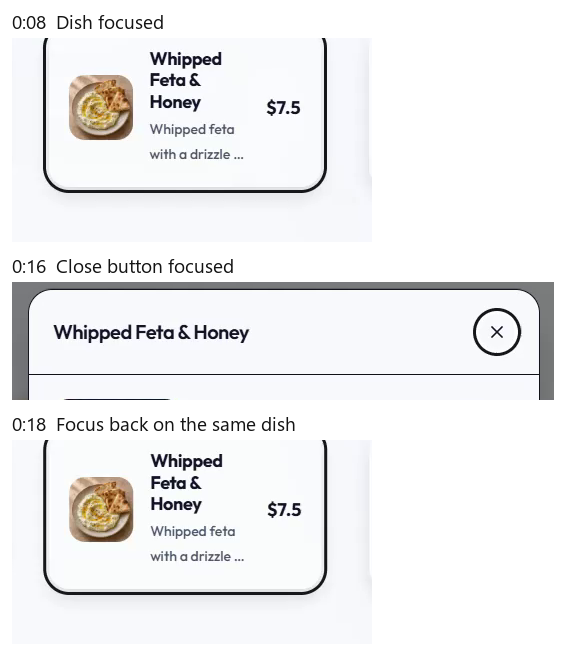 0:08 Dish focused
Whipped
Feta &
Honey
$7.5
Whipped feta
with a drizzle ...
0:16 Close button focused
Whipped Feta & Honey
0:18 Focus back on the same dish
Whipped
Feta &
Honey
$7.5
Whipped feta
with a drizzle ...